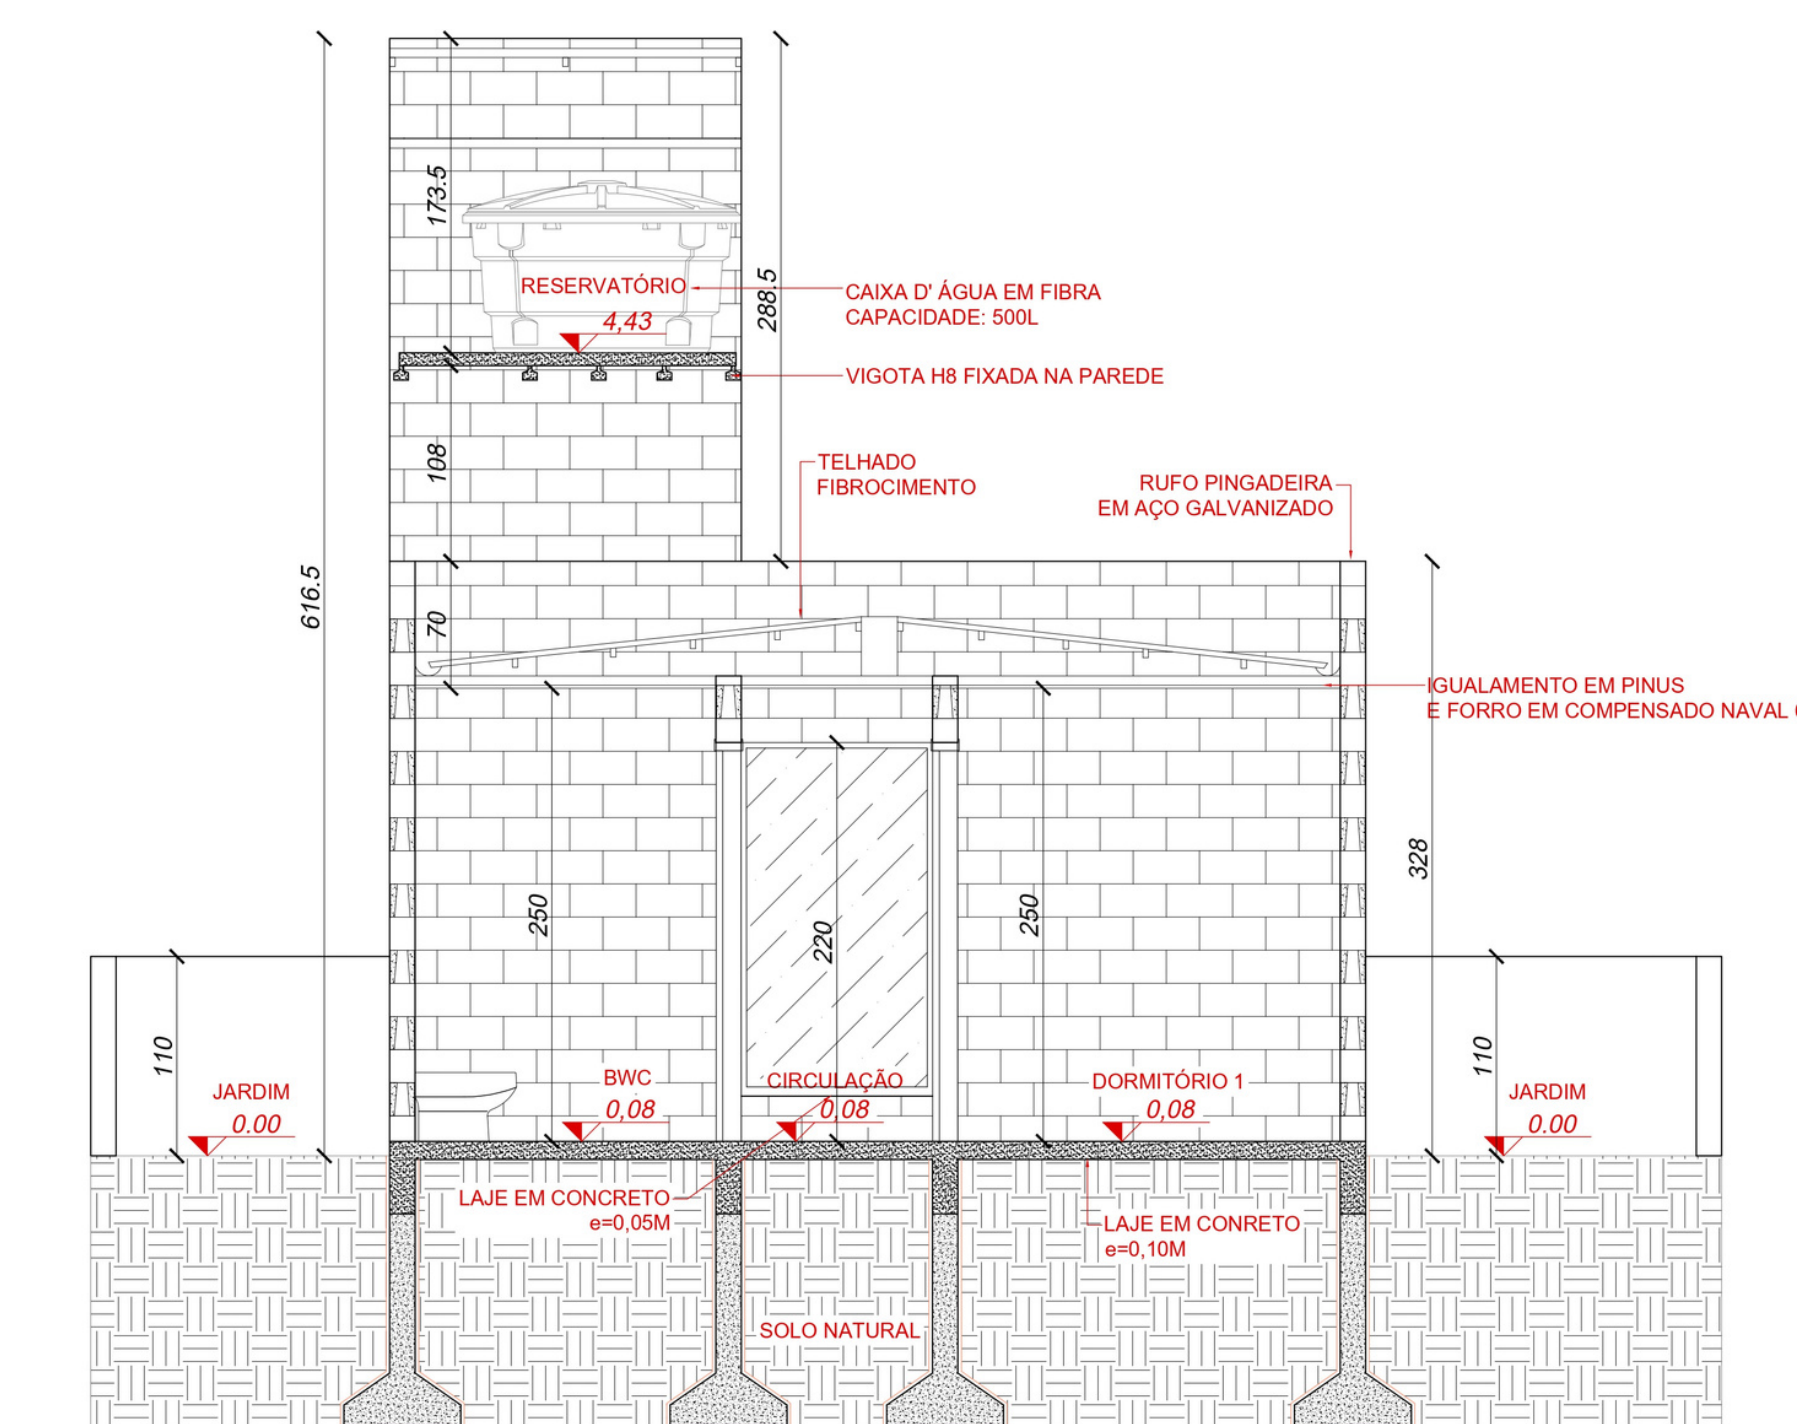 173.5
288.5
RESERVATÓRIO
CAIXA D' ÁGUA EM FIBRA
CAPACIDADE: 500L
4,43
VIGOTA H8 FIXADA NA PAREDE
108
TELHADO
FIBROCIMENTO
RUFO PINGADEIRA
EM AÇO GALVANIZADO
616.5
70
IGUALAMENTO EM PINUS
E FORRO EM COMPENSADO NAVAL
328
250
220
250
110
JARDIM
0.00
BWC
0,08
CIRCULAÇÃO
0,08
DORMITÓRIO 1
0,08
110
JARDIM
0.00
LAJE EM CONCRETO
e=0,05M
LAJE EM CONRETO
e=0,10M
SOLO NATURAL